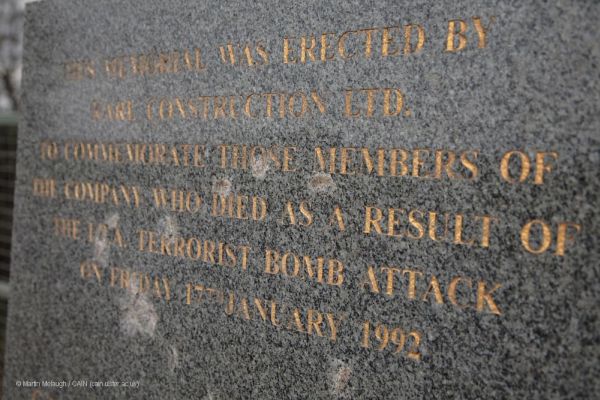 THIS MEMORIAL WAS ERECTED BY
KARL CONSTRUCTION LTD.
TO COMMEMORATE THOSE MEMBERS OF
THE COMPANY WHO DIED AS A RESULT OF
THE I.R.A. TERRORIST BOMB ATTACK
ON FRIDAY 17TH JANUARY 1992
© Martin Melaugh / CAIN (cain.ulster.ac.uk)